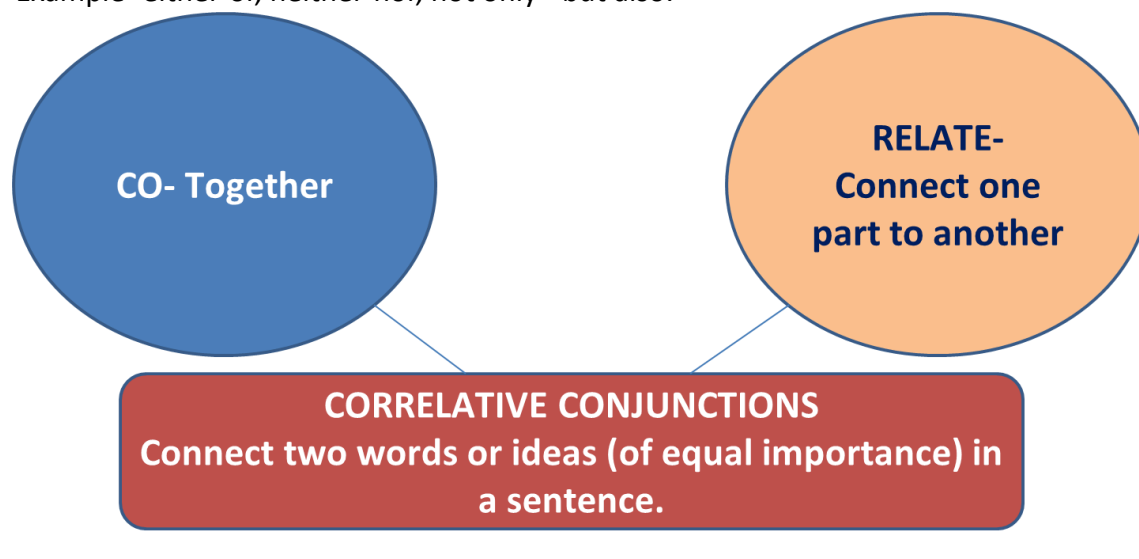 Example- either-or, neither-nor, not only - but also.
CO- Together
RELATE-
Connect one
part to another
CORRELATIVE CONJUNCTIONS
Connect two words or ideas (of equal importance) in
a sentence.